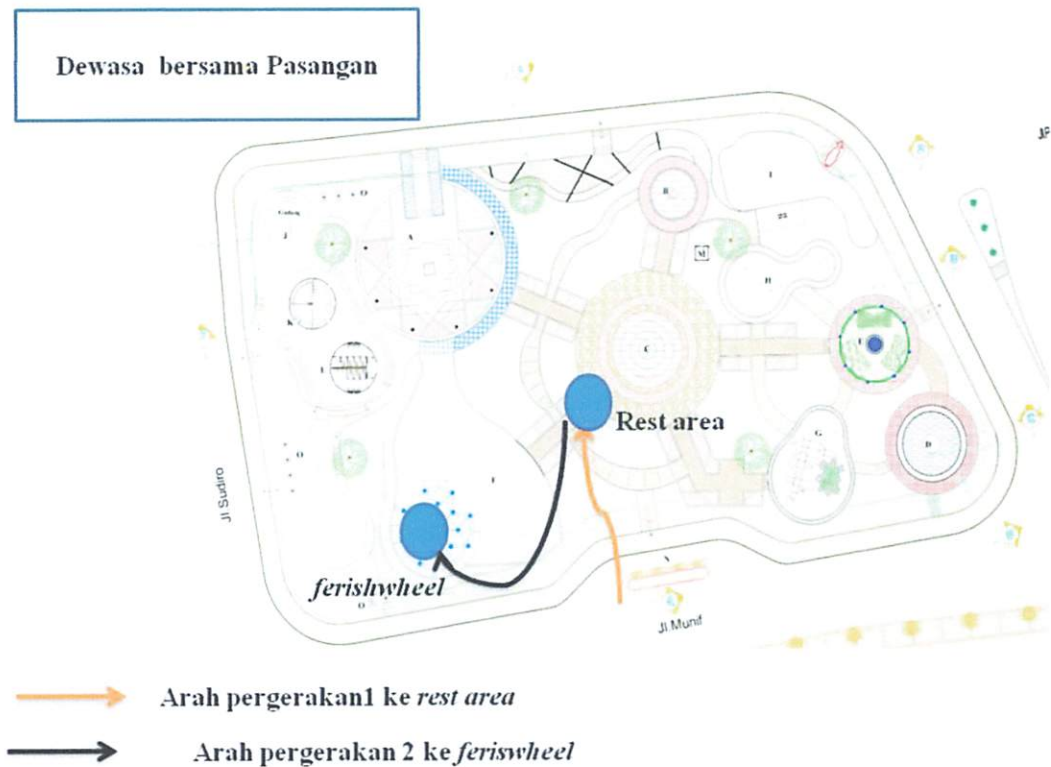 Dewasa bersama Pasangan
Rest area
ferishwheel
Jl Sudiro
Jl Munif
A
B
C
D
G
H
I
J
K
M
O
O
O
Arah pergerakan1 ke rest area
Arah pergerakan 2 ke feriswheel